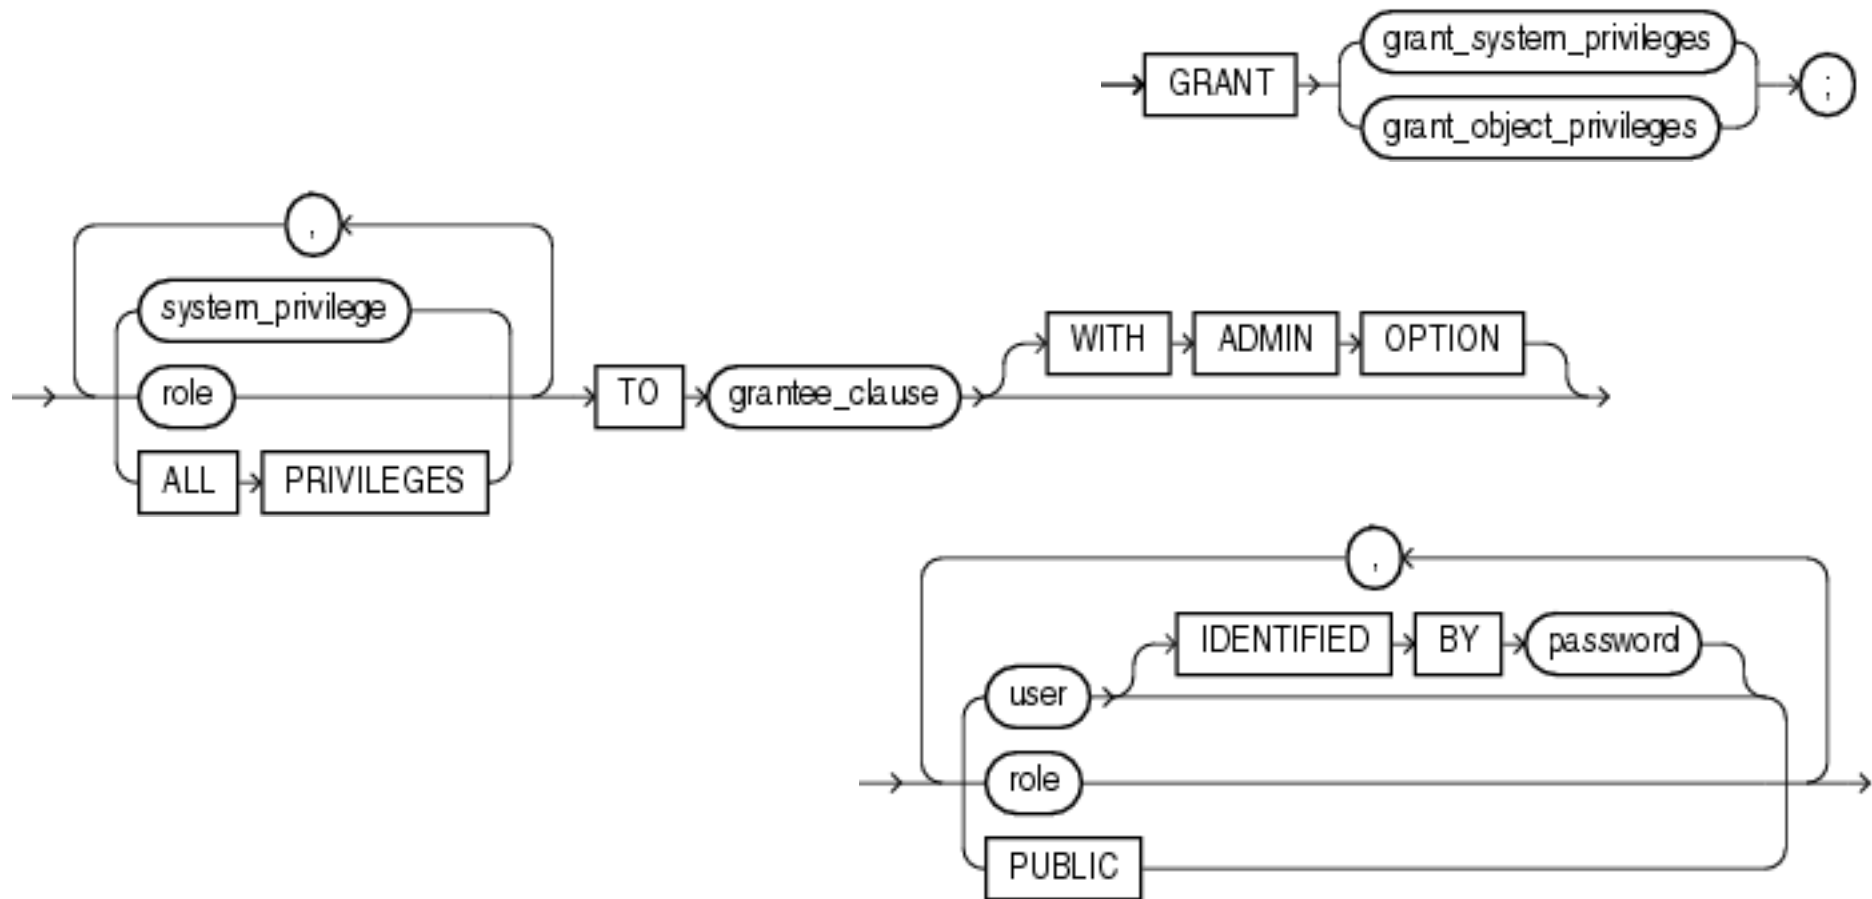 grant_system_privileges
GRANT ;
grant_object_privileges
,
system_privilege
WITH ADMIN OPTION
role TO grantee_clause
ALL PRIVILEGES
,
IDENTIFIED BY password
user
role
PUBLIC